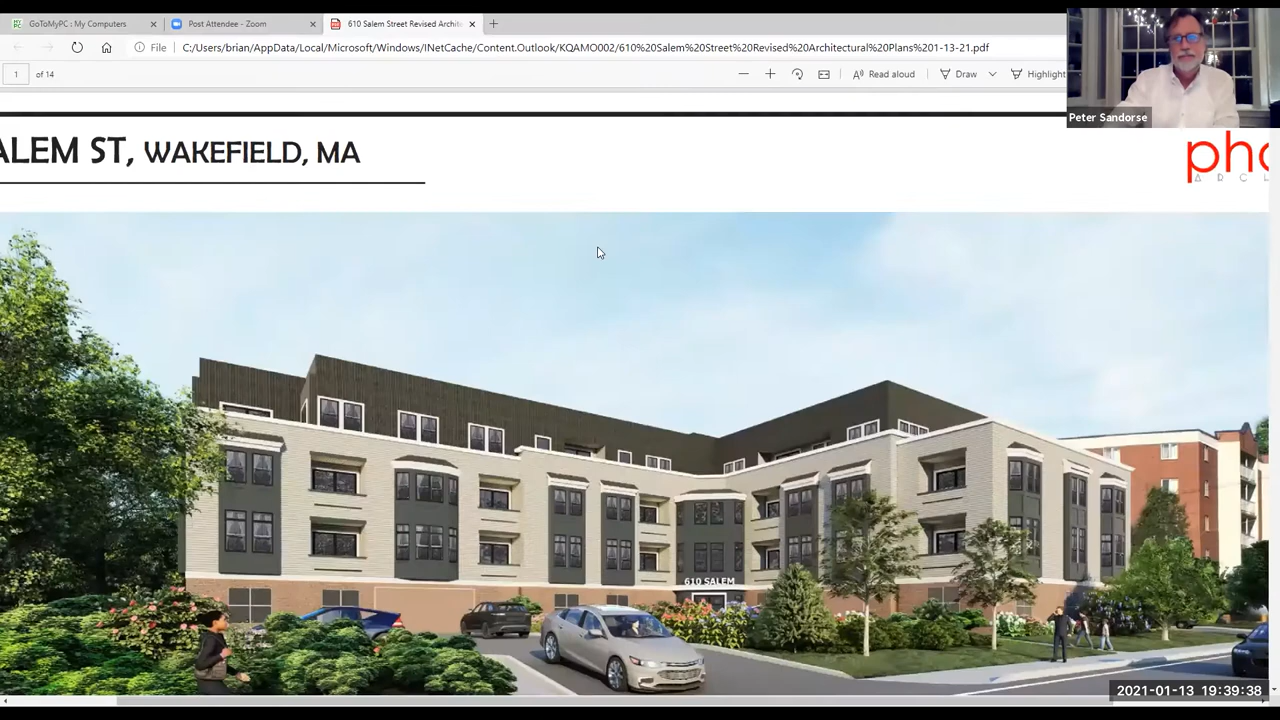 GoToMyPC : My Computers
Post Attendee - Zoom
610 Salem Street Revised Archite
File
C:/Users/brian/AppData/Local/Microsoft/Windows/INetCache/Content.Outlook/KQAMO002/610%20Salem%20Street%20Revised%20Architectural%20Plans%201-13-21.pdf
1 of 14
Read aloud
Draw
Highlight
Peter Sandorse
ALEM ST, WAKEFIELD, MA
pho
A R C
610 SALEM
2021-01-13 19:39:38